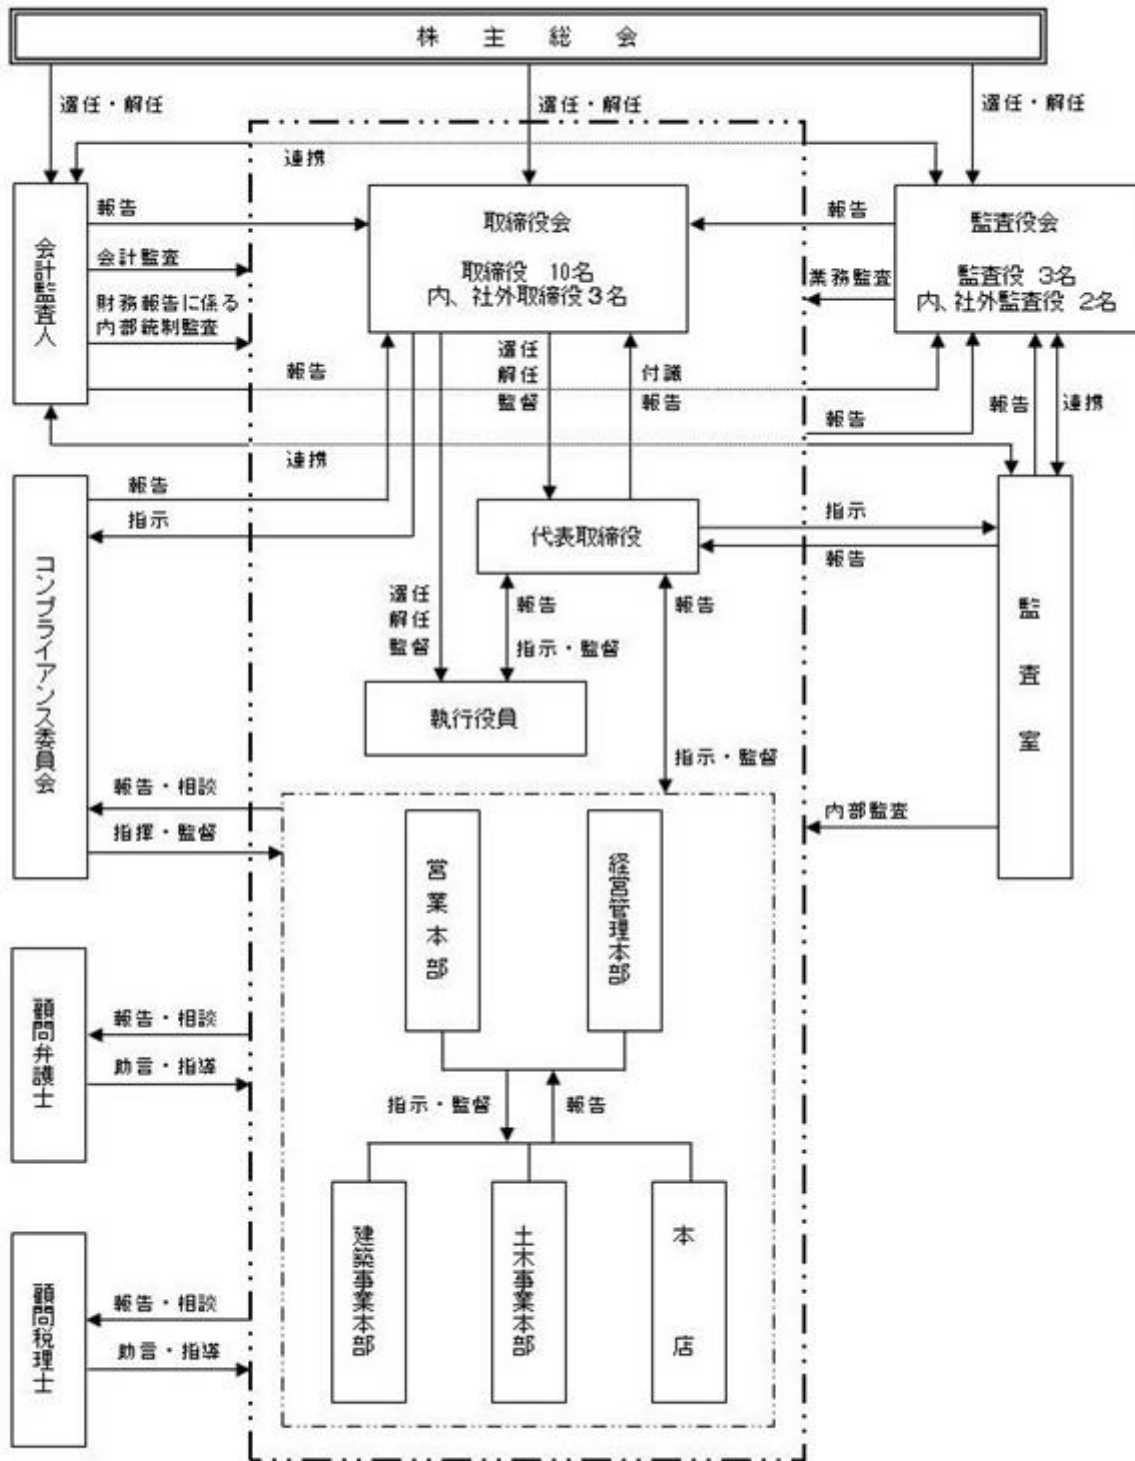 株主総会
選任・解任
選任・解任
選任・解任
連携
会計監査人
報告
会計監査
財務報告に係る
内部統制監査
取締役会
取締役 10名
内、社外取締役3名
報告
業務監査
監査役会
監査役 3名
内、社外監査役 2名
報告
選任
解任
監督
付議
報告
報告
報告
連携
連携
報告
指示
コンプライアンス委員会
代表取締役
指示
報告
監査室
選任
解任
監督
報告
指示・監督
報告
執行役員
指示・監督
報告・相談
指揮・監督
内部監査
営業本部
経営管理本部
顧問弁護士
報告・相談
助言・指導
指示・監督
報告
建築事業本部
土木事業本部
本店
顧問税理士
報告・相談
助言・指導